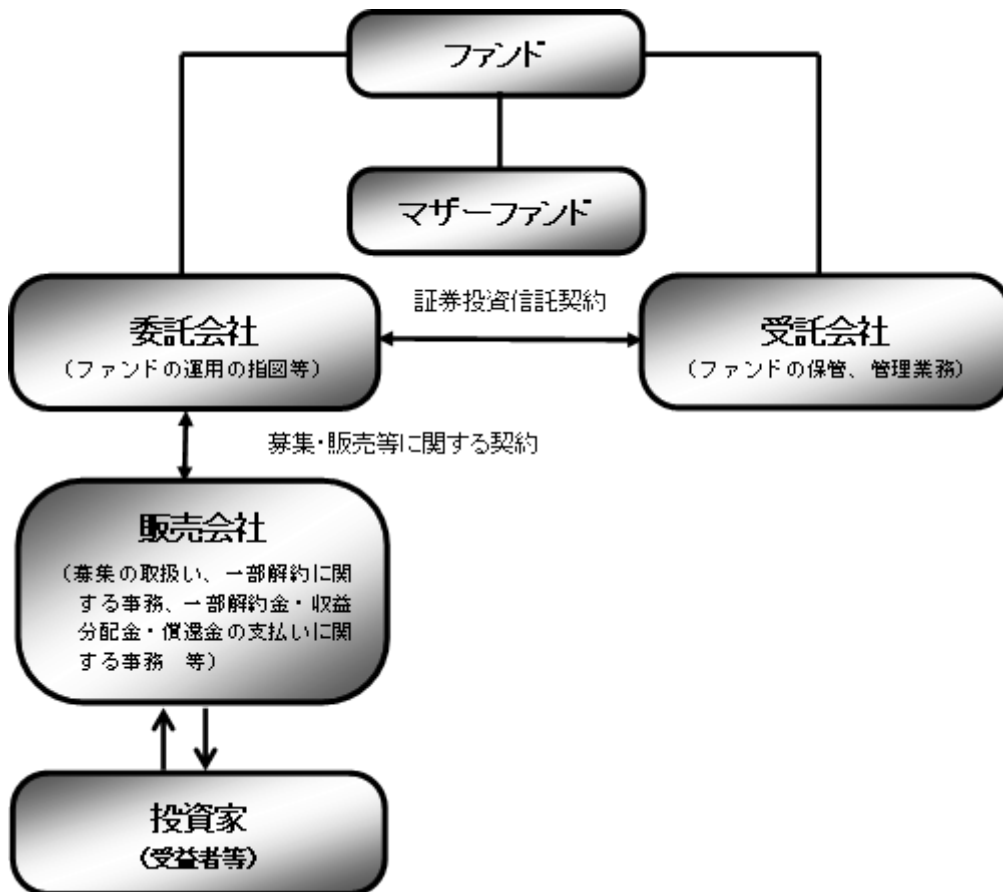 ファンド
マザーファンド
証券投資信託契約
委託会社
(ファンドの運用の指図等)
受託会社
(ファンドの保管、管理業務)
募集・販売等に関する契約
販売会社
(募集の取扱い、一部解約に関
する事務、一部解約金・収益
分配金・償還金の支払いに関
する事務　等)
投資家
(受益者等)